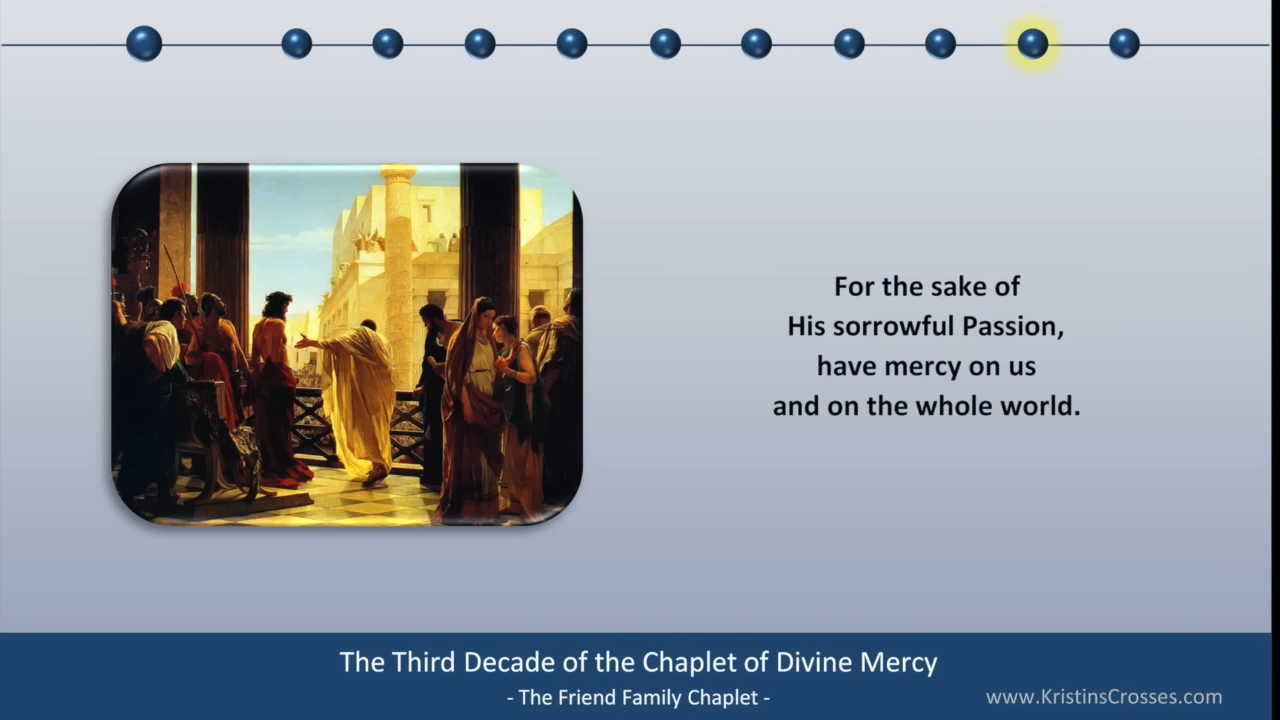 For the sake of
His sorrowful Passion,
have mercy on us
and on the whole world.
The Third Decade of the Chaplet of Divine Mercy
- The Friend Family Chaplet -
www.KristinsCrosses.com